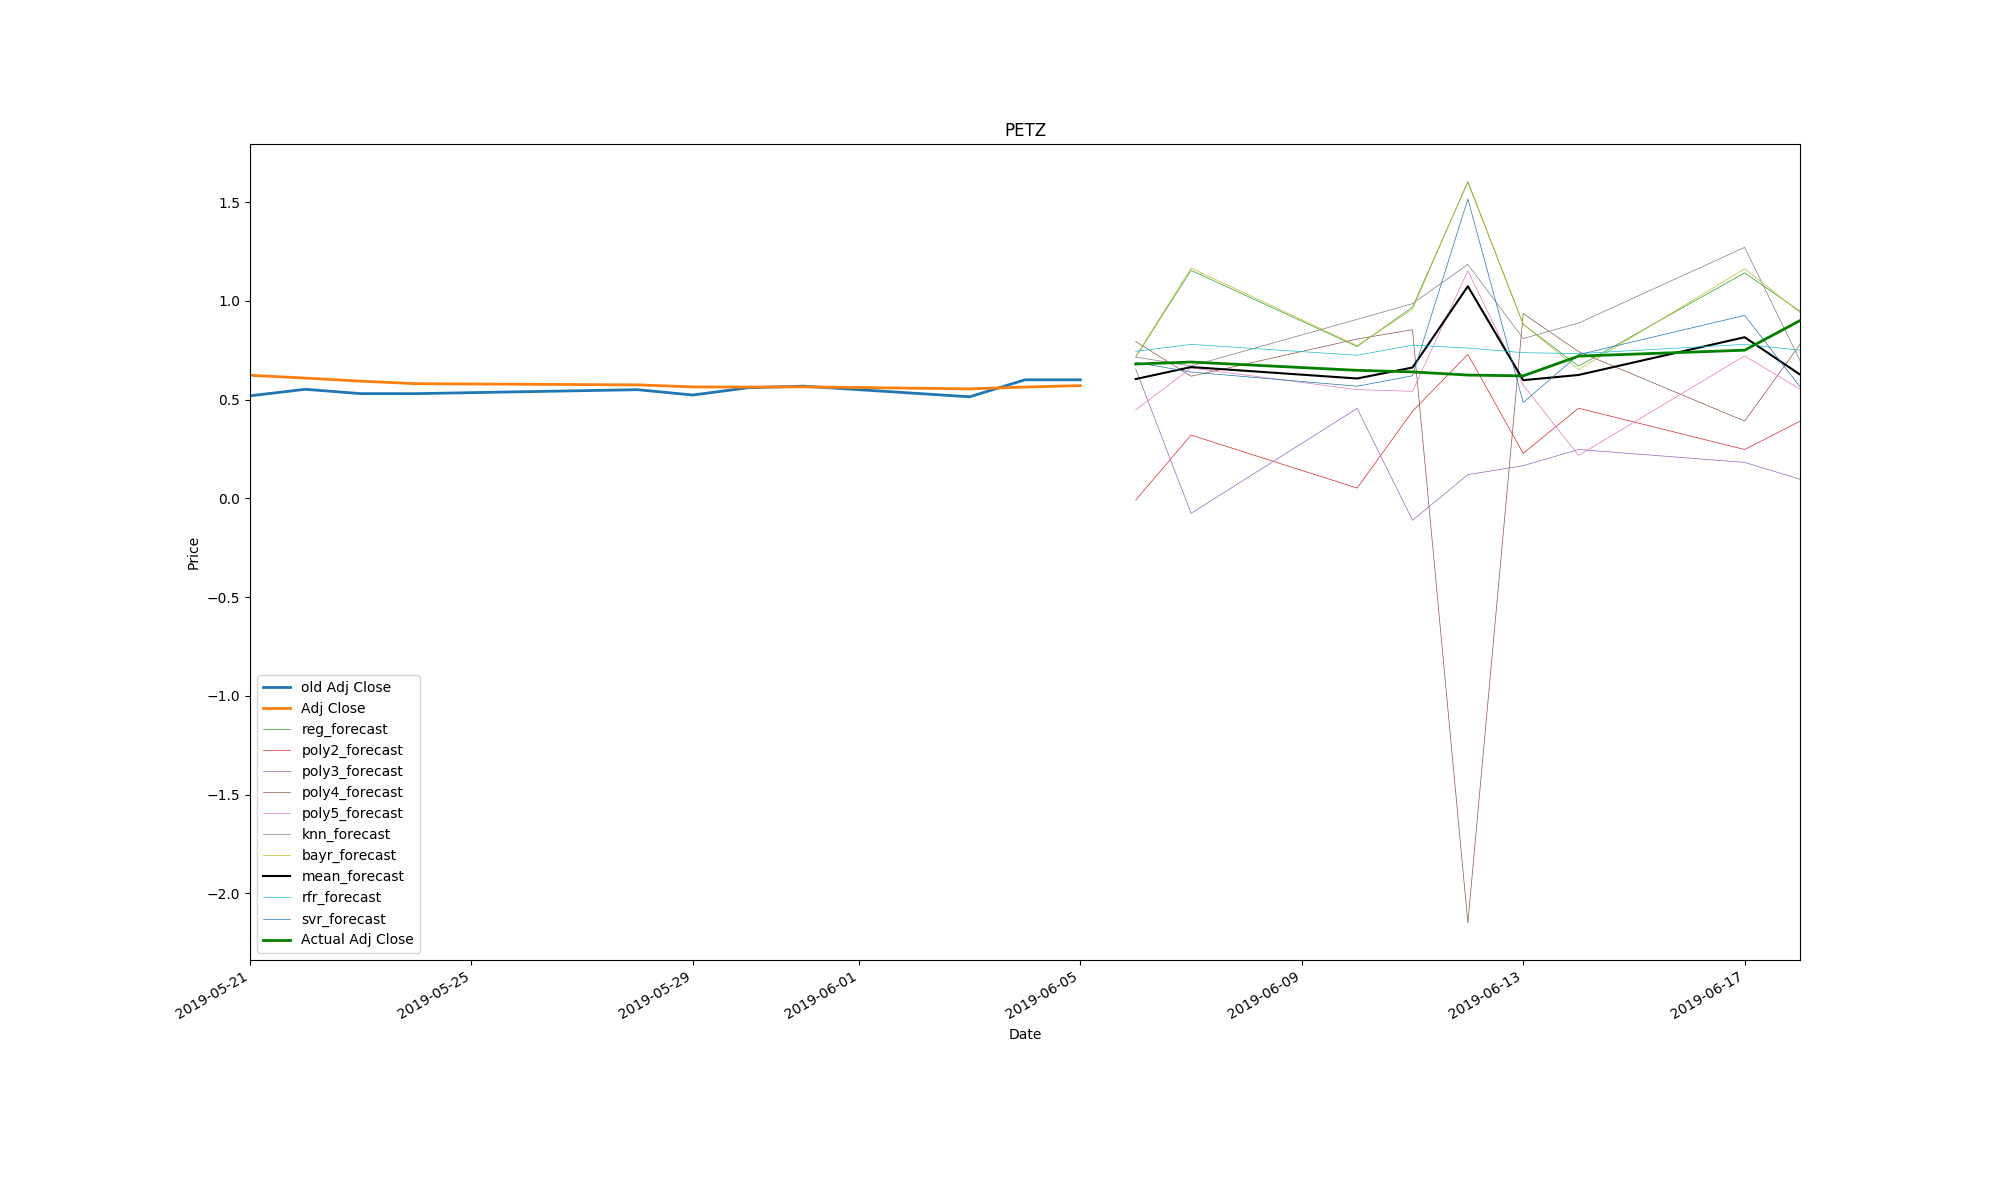 PETZ
1.5
1.0
0.5
0.0
−0.5
−1.0
−1.5
−2.0
Price
old Adj Close
Adj Close
reg_forecast
poly2_forecast
poly3_forecast
poly4_forecast
poly5_forecast
knn_forecast
bayr_forecast
mean_forecast
rfr_forecast
svr_forecast
Actual Adj Close
2019-05-21
2019-05-25
2019-05-29
2019-06-01
2019-06-05
2019-06-09
2019-06-13
2019-06-17
Date